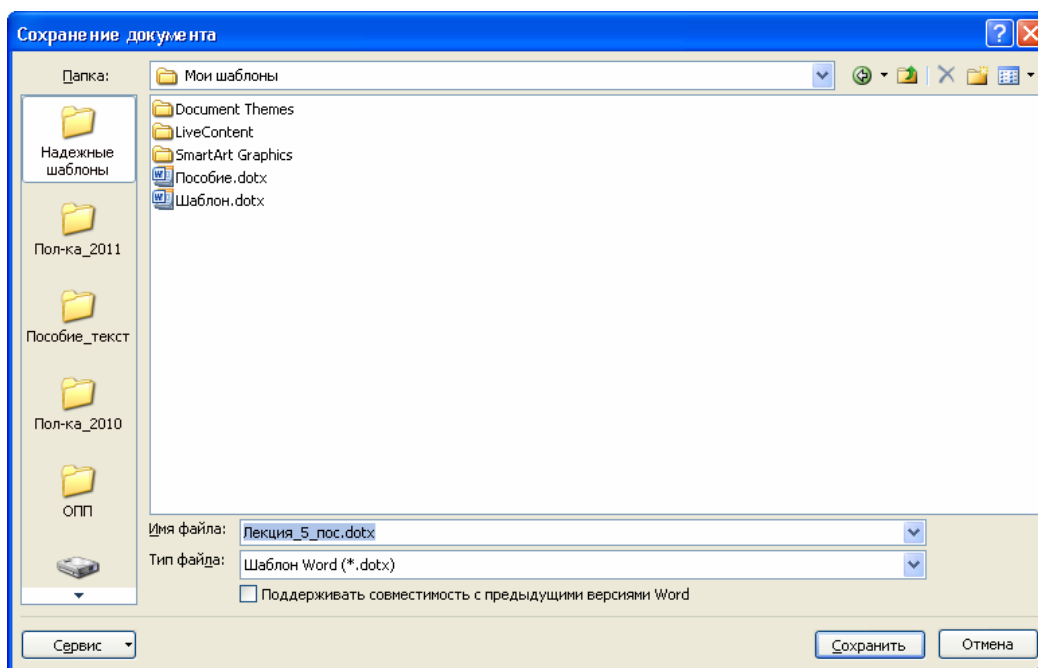 Сохранение документа
Папка:
Мои шаблоны
Надежные
шаблоны
Пол-ка_2011
Пособие_текст
Пол-ка_2010
ОПП
Document Themes
LiveContent
SmartArt Graphics
Пособие.dotx
Шаблон.dotx
Имя файла:
Лекция_5_пос.dotx
Тип файла:
Шаблон Word (*.dotx)
Поддерживать совместимость с предыдущими версиями Word
Сервис
Сохранить
Отмена